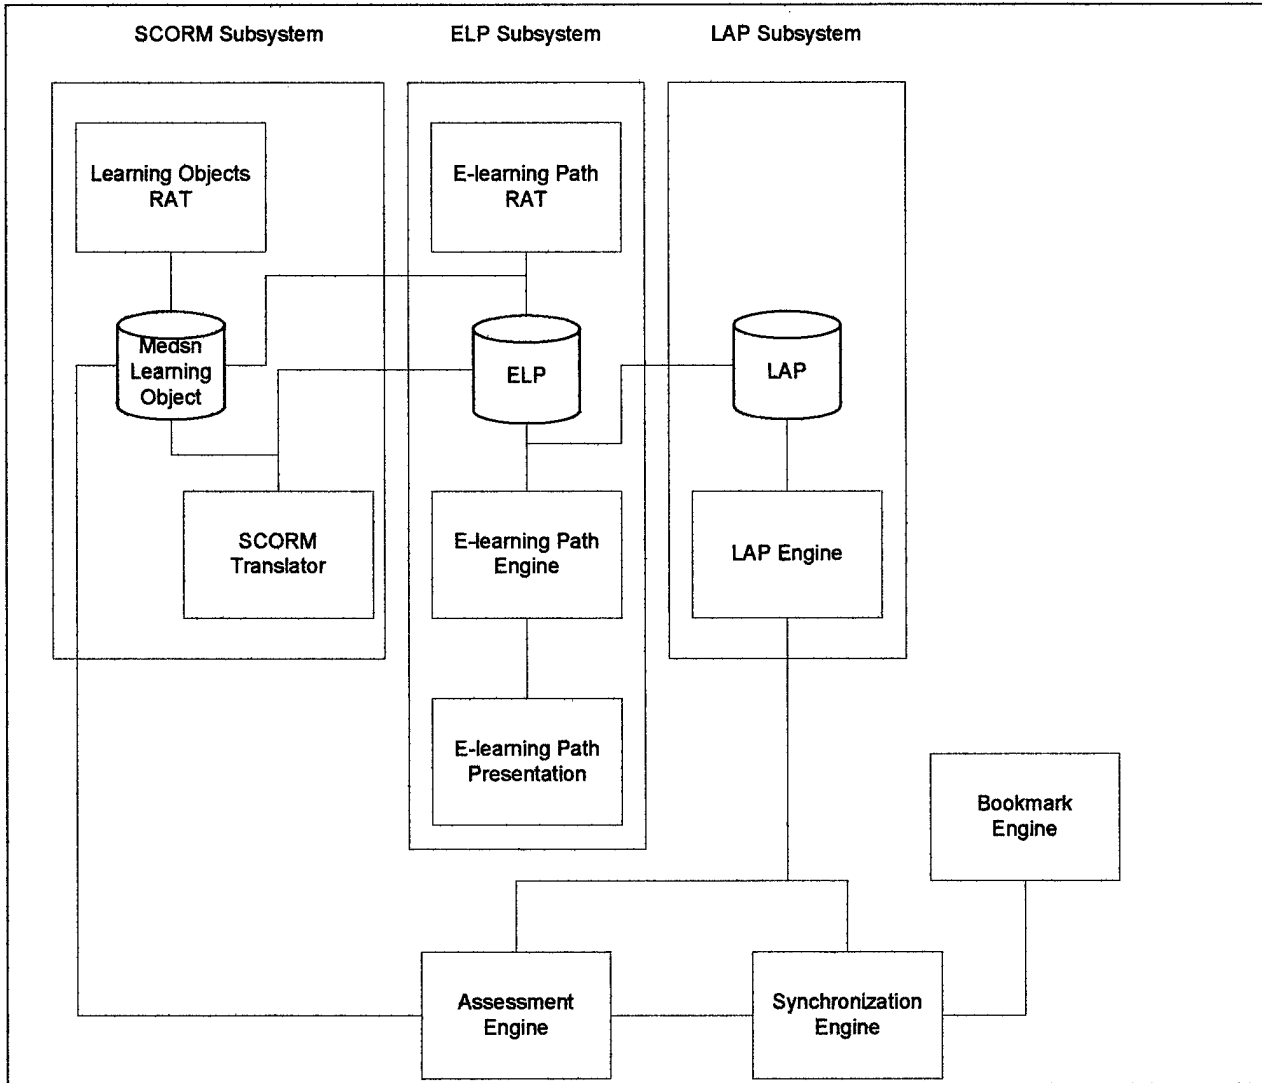 SCORM Subsystem
ELP Subsystem
LAP Subsystem
Learning Objects
RAT
E-learning Path
RAT
Medsn
Learning
Object
ELP
LAP
SCORM
Translator
E-learning Path
Engine
LAP Engine
E-learning Path
Presentation
Bookmark
Engine
Assessment
Engine
Synchronization
Engine